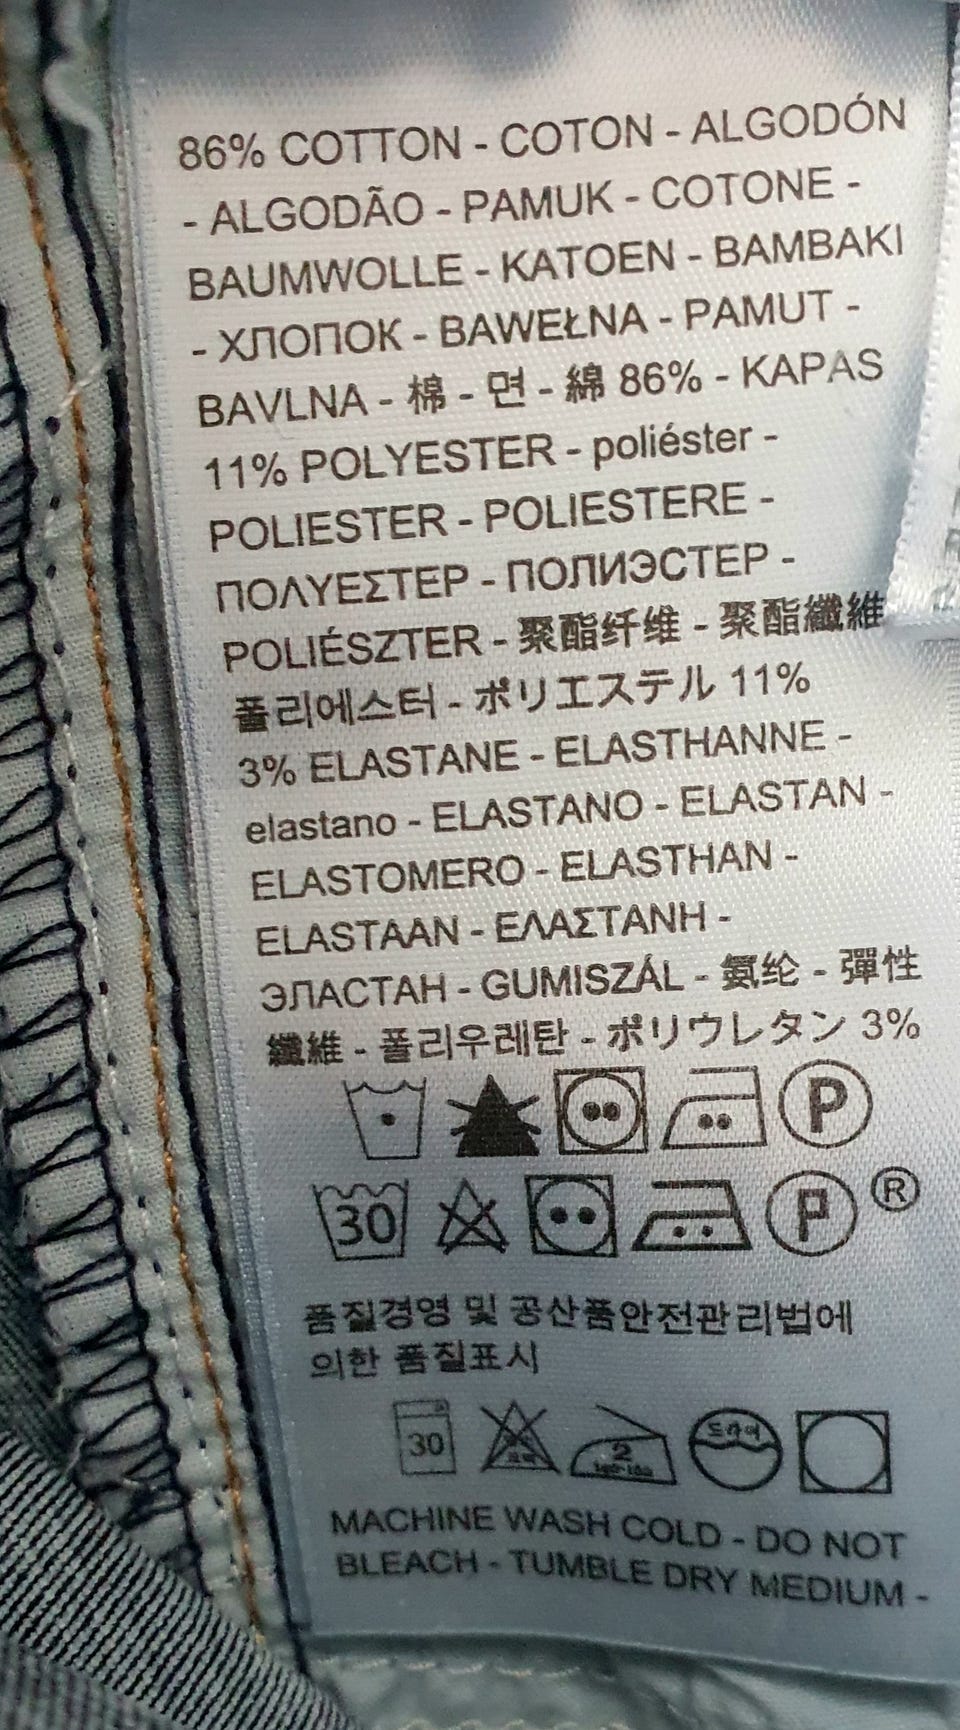 86% COTTON - COTON - ALGODÓN
- ALGODÃO - PAMUK - COTONE -
BAUMWOLLE - KATOEN - BAMBAKI
- ХЛОПОК - BAWEŁNA - PAMUT -
BAVLNA - 棉 - 면 - 綿 86% - KAPAS
11% POLYESTER - poliéster -
POLIESTER - POLIESTERE -
ΠΟΛΥΕΣΤΕΡ - ПОЛИЭСТЕР -
POLIÉSZTER - 聚酯纤维 - 聚酯纖維
폴리에스터 - ポリエステル 11%
3% ELASTANE - ELASTHANNE -
elastano - ELASTANO - ELASTAN -
ELASTOMERO - ELASTHAN -
ELASTAAN - ΕΛΑΣΤΑΝΗ -
ЭЛАСТАН - GUMISZÁL - 氨纶 - 彈性
纖維 - 폴리우레탄 - ポリウレタン 3%
P
30 P ®
품질경영 및 공산품안전관리법에
의한 품질표시
30 2 드라이
MACHINE WASH COLD - DO NOT
BLEACH - TUMBLE DRY MEDIUM -